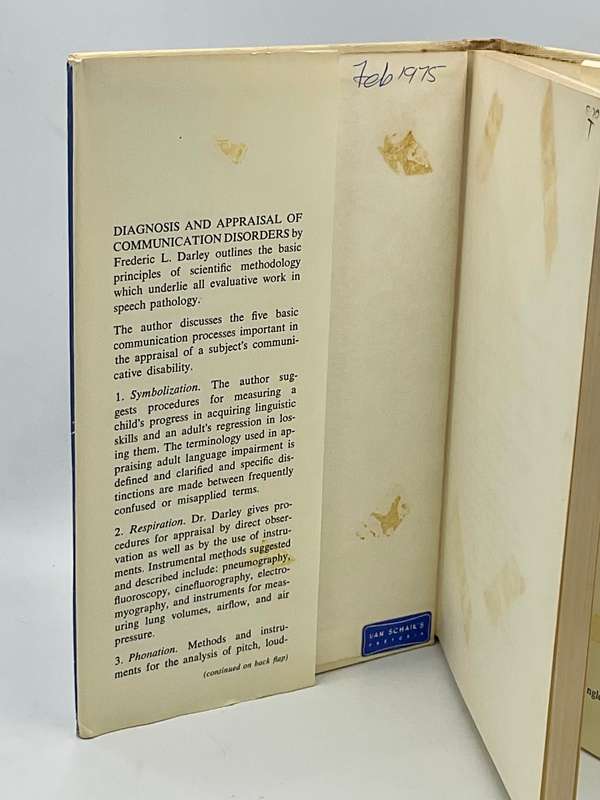 Feb 1975
DIAGNOSIS AND APPRAISAL OF
COMMUNICATION DISORDERS by
Frederic L. Darley outlines the basic
principles of scientific methodology
which underlie all evaluative work in
speech pathology.
The author discusses the five basic
communication processes important in
the appraisal of a subject's communi-
cative disability.
1. Symbolization. The author sug-
gests procedures for measuring a
child's progress in acquiring linguistic
skills and an adult's regression in los-
ing them. The terminology used in ap-
praising adult language impairment is
defined and clarified and specific dis-
tinctions are made between frequently
confused or misapplied terms.
2. Respiration. Dr. Darley gives pro-
cedures for appraisal by direct obser-
vation as well as by the use of instru-
ments. Instrumental methods suggested
and described include: pneumography,
fluoroscopy, cinefluorography, electro-
myography, and instruments for meas-
uring lung volumes, airflow, and air
pressure.
3. Phonation. Methods and instru-
ments for the analysis of pitch, loud-
(continued on back flap)
VAN SCHAIK'S
PRETORIA